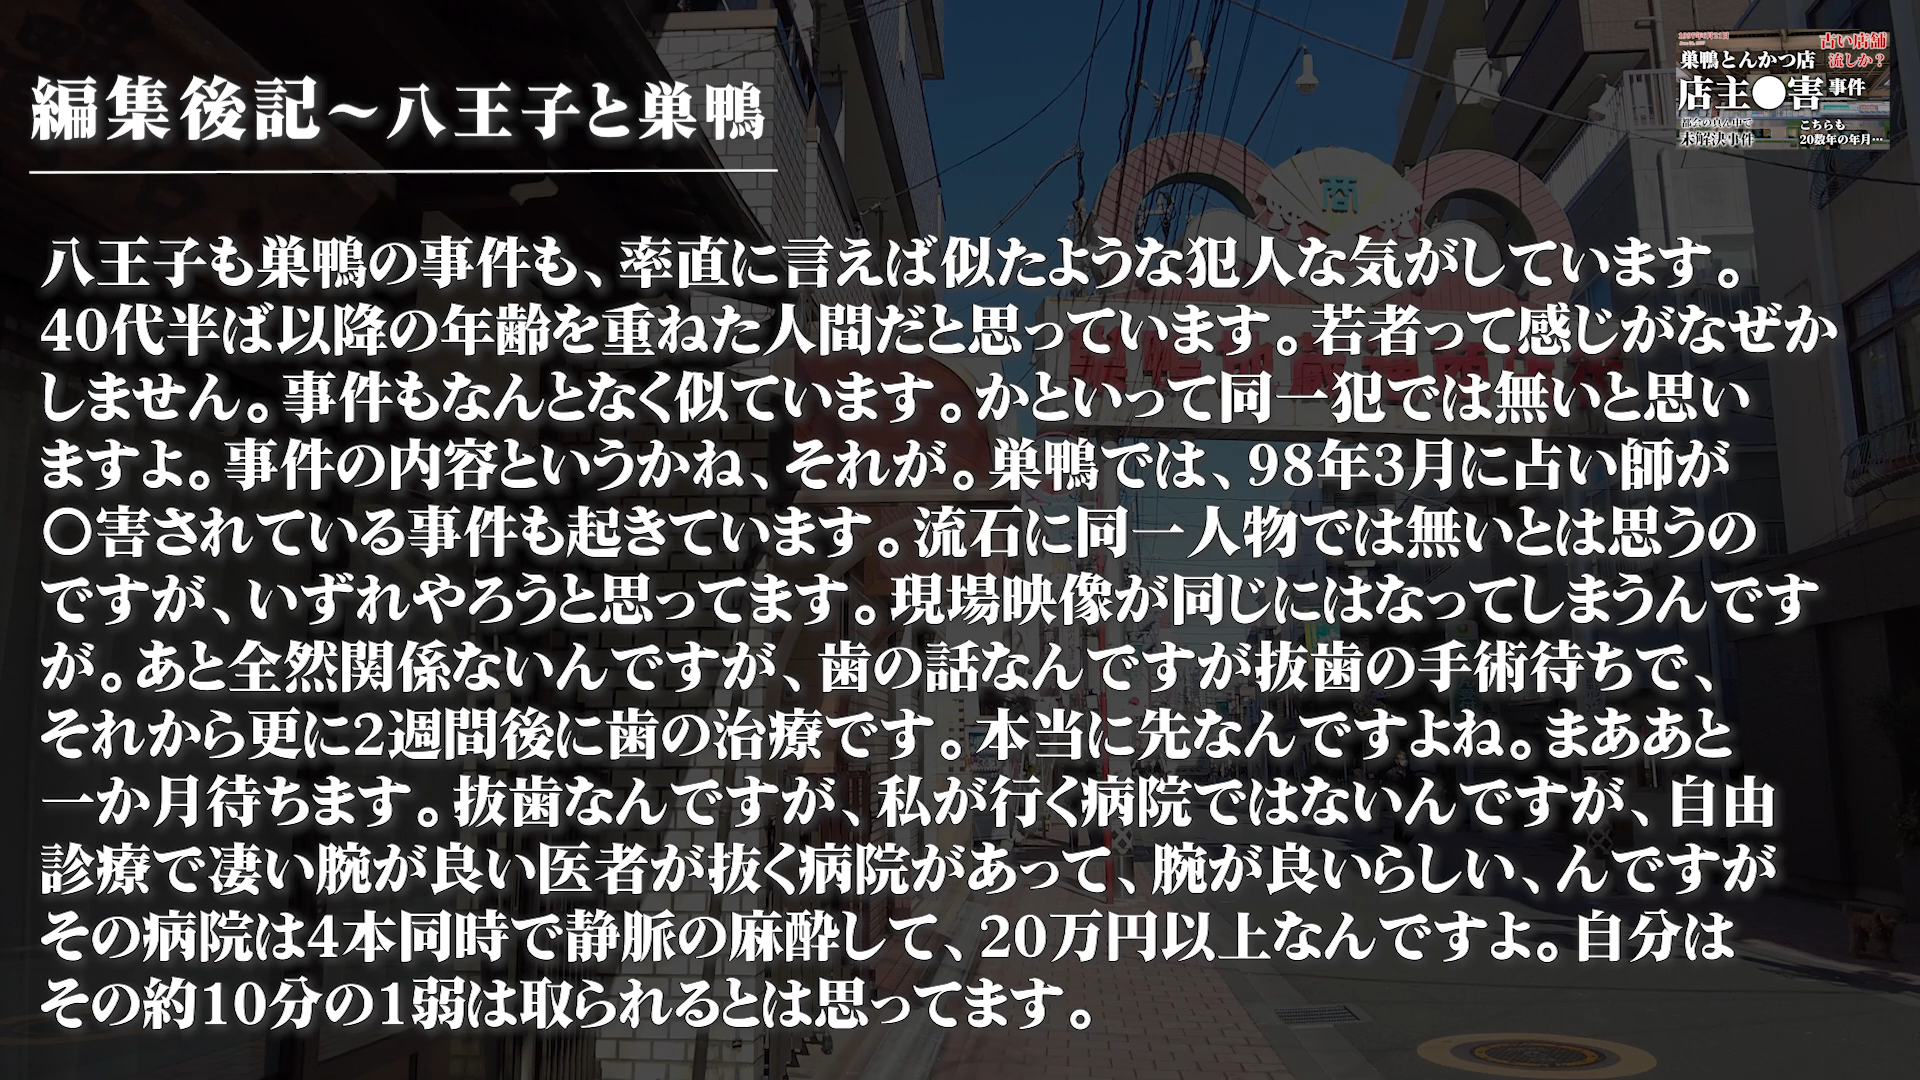 編集後記～八王子と巣鴨
古い店舗
巣鴨とんかつ店
流しか?
店主●害事件
都会の真ん中で
こちらも
未解決事件
20数年の年月…
商
八王子も巣鴨の事件も、率直に言えば似たような犯人な気がしています。
40代半ば以降の年齢を重ねた人間だと思っています。若者って感じがなぜか
しません。事件もなんとなく似ています。かといって同一犯では無いと思い
ますよ。事件の内容というかね、それが。巣鴨では、98年3月に占い師が
〇害されている事件も起きています。流石に同一人物では無いとは思うの
ですが、いずれやろうと思ってます。現場映像が同じにはなってしまうんです
が。あと全然関係ないんですが、歯の話なんですが抜歯の手術待ちで、
それから更に2週間後に歯の治療です。本当に先なんですよね。まああと
一か月待ちます。抜歯なんですが、私が行く病院ではないんですが、自由
診療で凄い腕が良い医者が抜く病院があって、腕が良いらしい、んですが
その病院は4本同時で静脈の麻酔して、20万円以上なんですよ。自分は
その約10分の1弱は取られるとは思ってます。